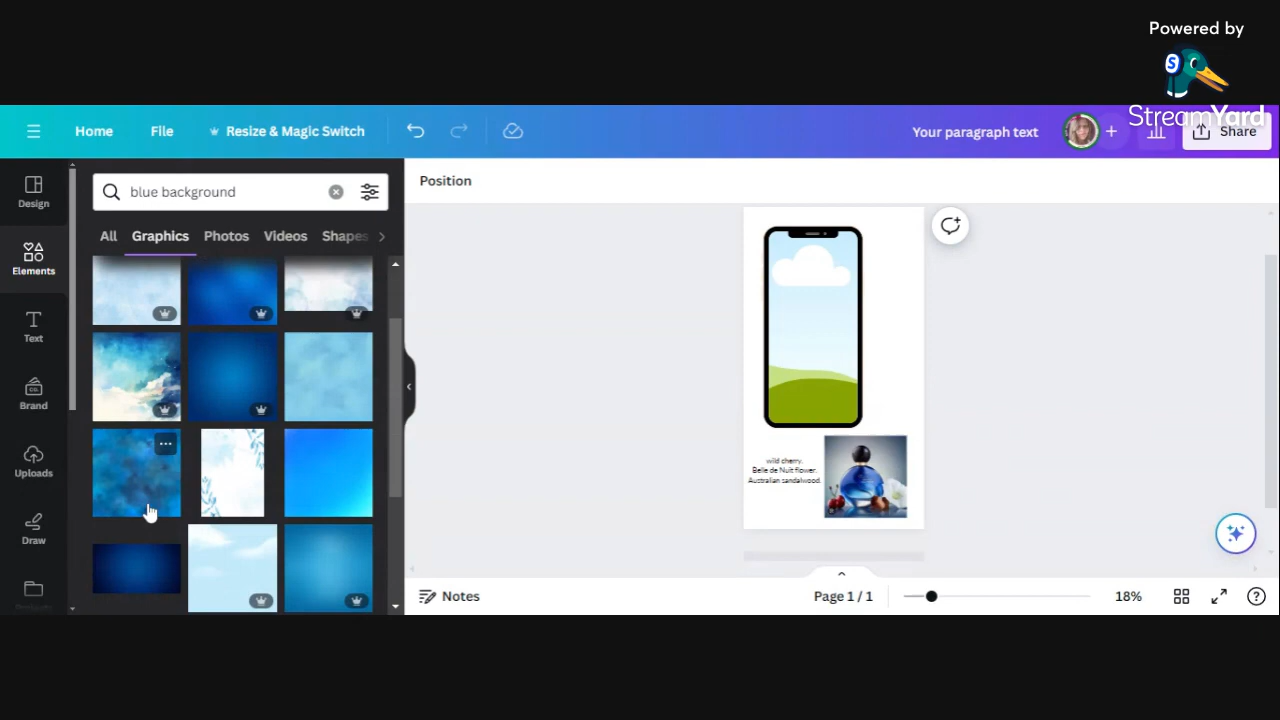 Powered by
StreamYard
Home
File
Resize & Magic Switch
Your paragraph text
Share
Design
Elements
Text
Brand
Uploads
Draw
blue background
All
Graphics
Photos
Videos
Shapes
Position
wild cherry.
Belle de Nuit flower.
Australian sandalwood.
Notes
Page 1 / 1
18%